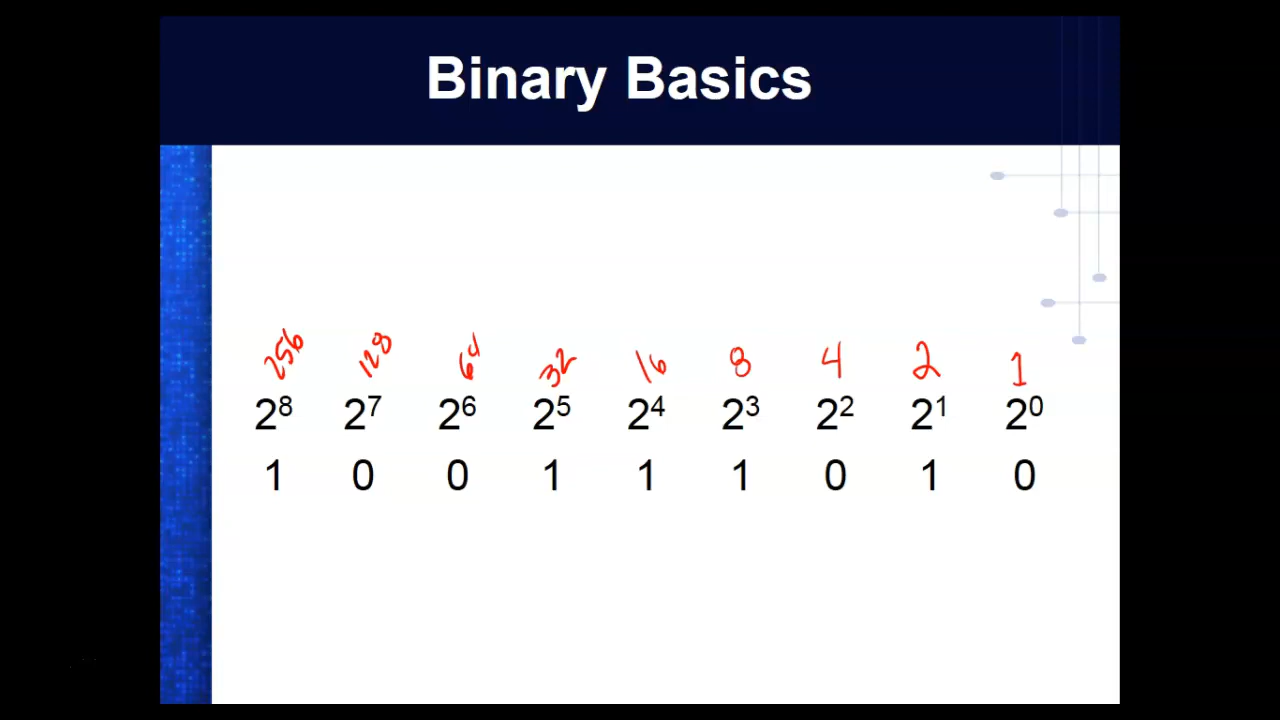 Binary Basics
256 128 64 32 16 8 4 2 1
2⁸ 2⁷ 2⁶ 2⁵ 2⁴ 2³ 2² 2¹ 2⁰
1 0 0 1 1 1 0 1 0